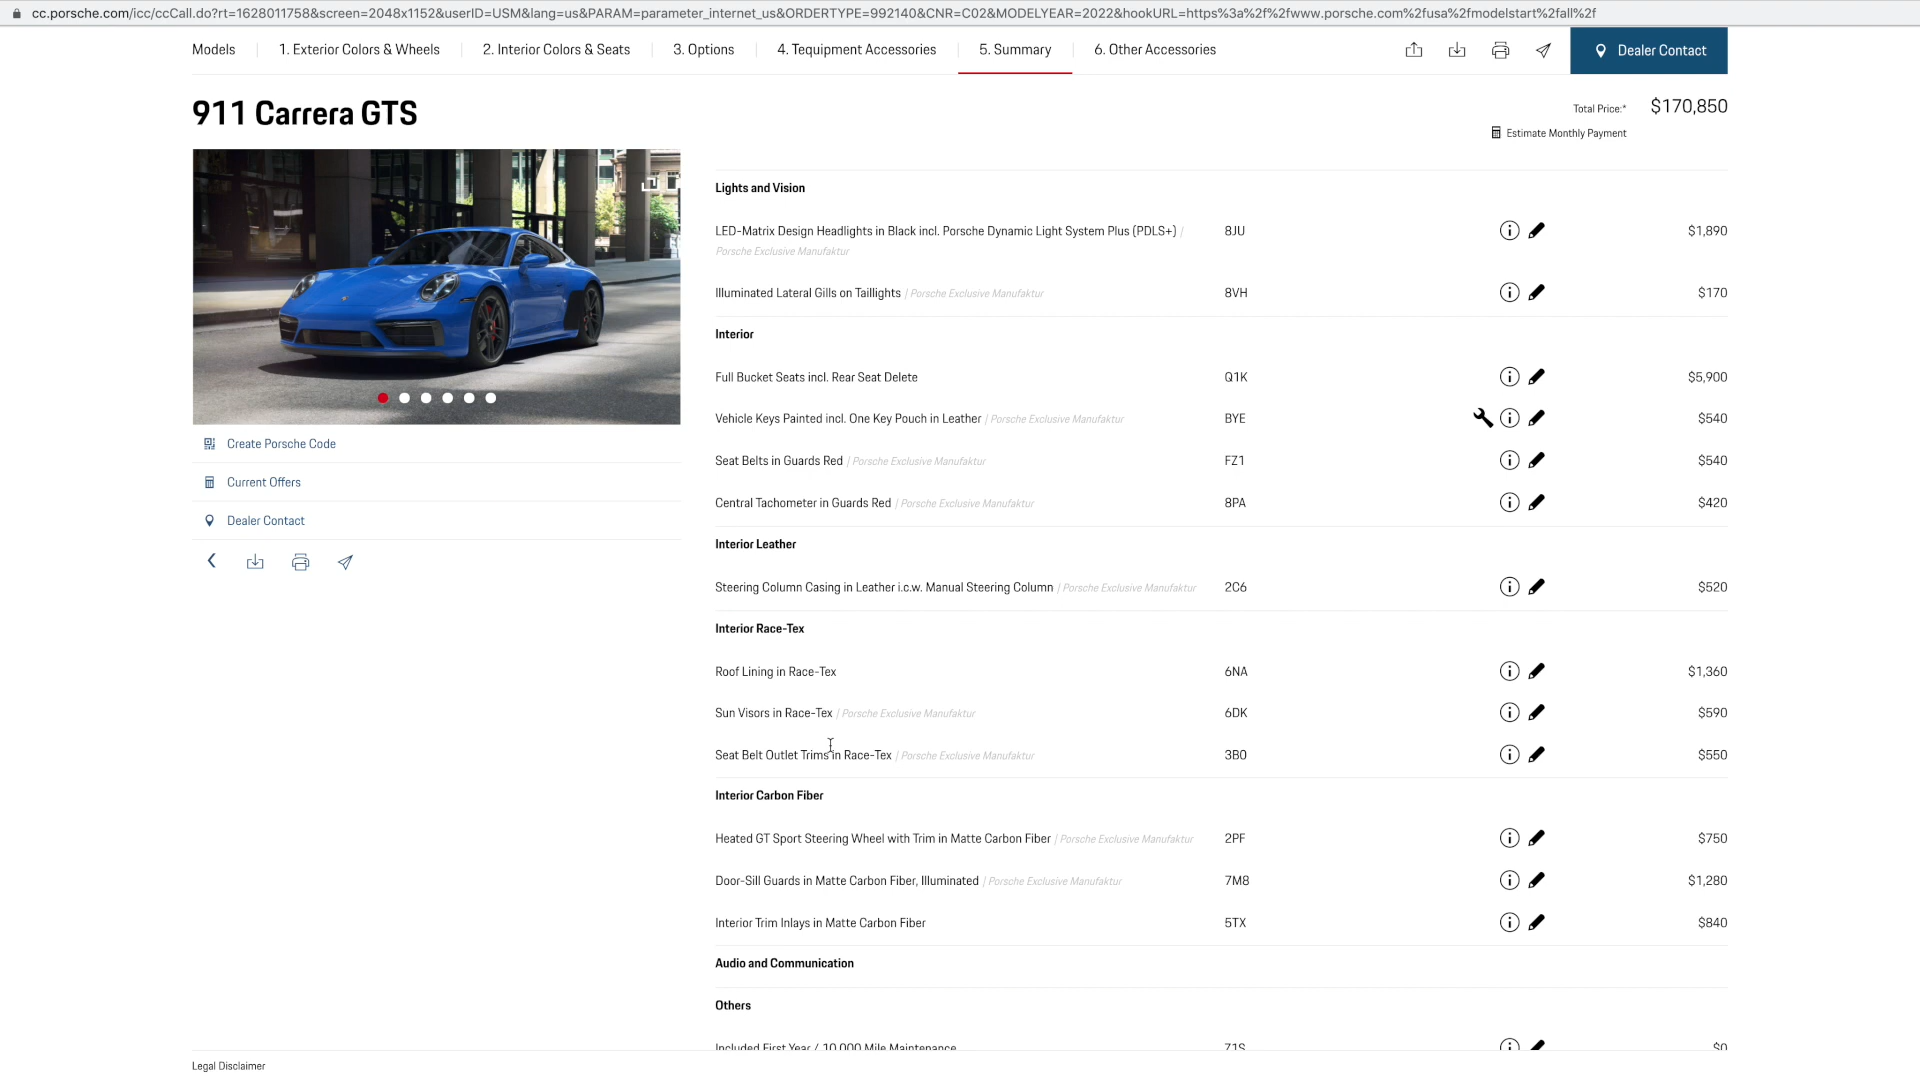 cc.porsche.com/icc/ccCall.do?rt=1628011758&screen=2048x1152&userID=USM&lang=us&PARAM=parameter_internet_us&ORDERTYPE=992140&CNR=C02&MODELYEAR=2022&hookURL=https%3a%2f%2fwww.porsche.com%2fusa%2fmodelstart%2fall%2f
Models 1. Exterior Colors & Wheels 2. Interior Colors & Seats 3. Options 4. Tequipment Accessories 5. Summary 6. Other Accessories Dealer Contact
911 Carrera GTS
Total Price:* $170,850
Estimate Monthly Payment
Create Porsche Code
Current Offers
Dealer Contact
Lights and Vision
LED-Matrix Design Headlights in Black incl. Porsche Dynamic Light System Plus (PDLS+) / 8JU $1,890
Porsche Exclusive Manufaktur
Illuminated Lateral Gills on Taillights | Porsche Exclusive Manufaktur 8VH $170
Interior
Full Bucket Seats incl. Rear Seat Delete Q1K $5,900
Vehicle Keys Painted incl. One Key Pouch in Leather | Porsche Exclusive Manufaktur BYE $540
Seat Belts in Guards Red | Porsche Exclusive Manufaktur FZ1 $540
Central Tachometer in Guards Red | Porsche Exclusive Manufaktur 8PA $420
Interior Leather
Steering Column Casing in Leather i.c.w. Manual Steering Column | Porsche Exclusive Manufaktur 2C6 $520
Interior Race-Tex
Roof Lining in Race-Tex 6NA $1,360
Sun Visors in Race-Tex | Porsche Exclusive Manufaktur 6DK $590
Seat Belt Outlet Trims in Race-Tex | Porsche Exclusive Manufaktur 3B0 $550
Interior Carbon Fiber
Heated GT Sport Steering Wheel with Trim in Matte Carbon Fiber | Porsche Exclusive Manufaktur 2PF $750
Door-Sill Guards in Matte Carbon Fiber, Illuminated | Porsche Exclusive Manufaktur 7M8 $1,280
Interior Trim Inlays in Matte Carbon Fiber 5TX $840
Audio and Communication
Others
Included First Year / 10,000 Mile Maintenance Z1S $0
Legal Disclaimer